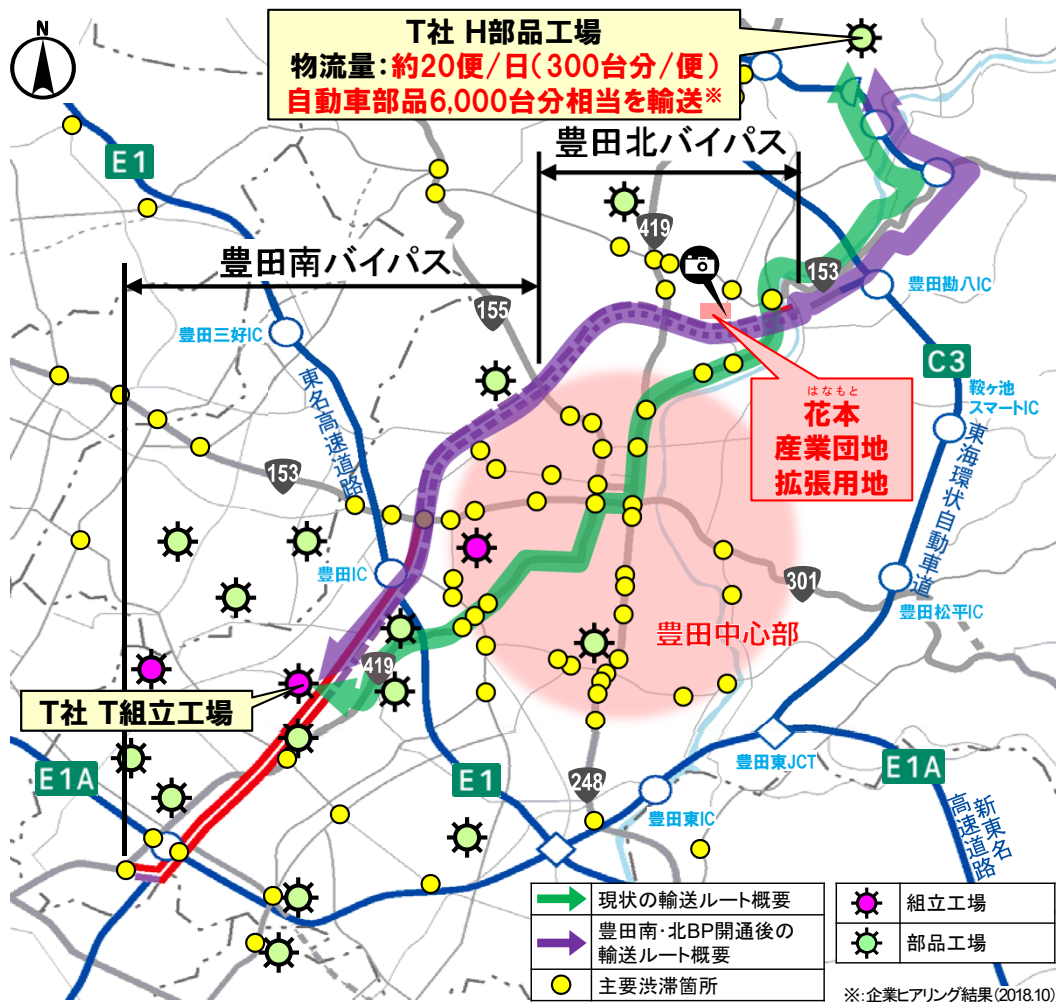 T社 H部品工場
物流量：約20便/日(300台分/便)
自動車部品6,000台分相当を輸送※
N
豊田北バイパス
E1
419
豊田南バイパス
153
155
豊田勘八IC
豊田三好IC
C3
東名高速道路
はなもと
花本
産業団地
拡張用地
鞍ヶ池
スマートIC
東海環状自動車道
153
豊田IC
301
豊田松平IC
豊田中心部
419
T社 T組立工場
豊田東JCT
E1A
E1
E1A
248
豊田東IC
新東名
高速道路
現状の輸送ルート概要
組立工場
豊田南・北BP開通後の
輸送ルート概要
部品工場
主要渋滞箇所
※：企業ヒアリング結果(2018.10)